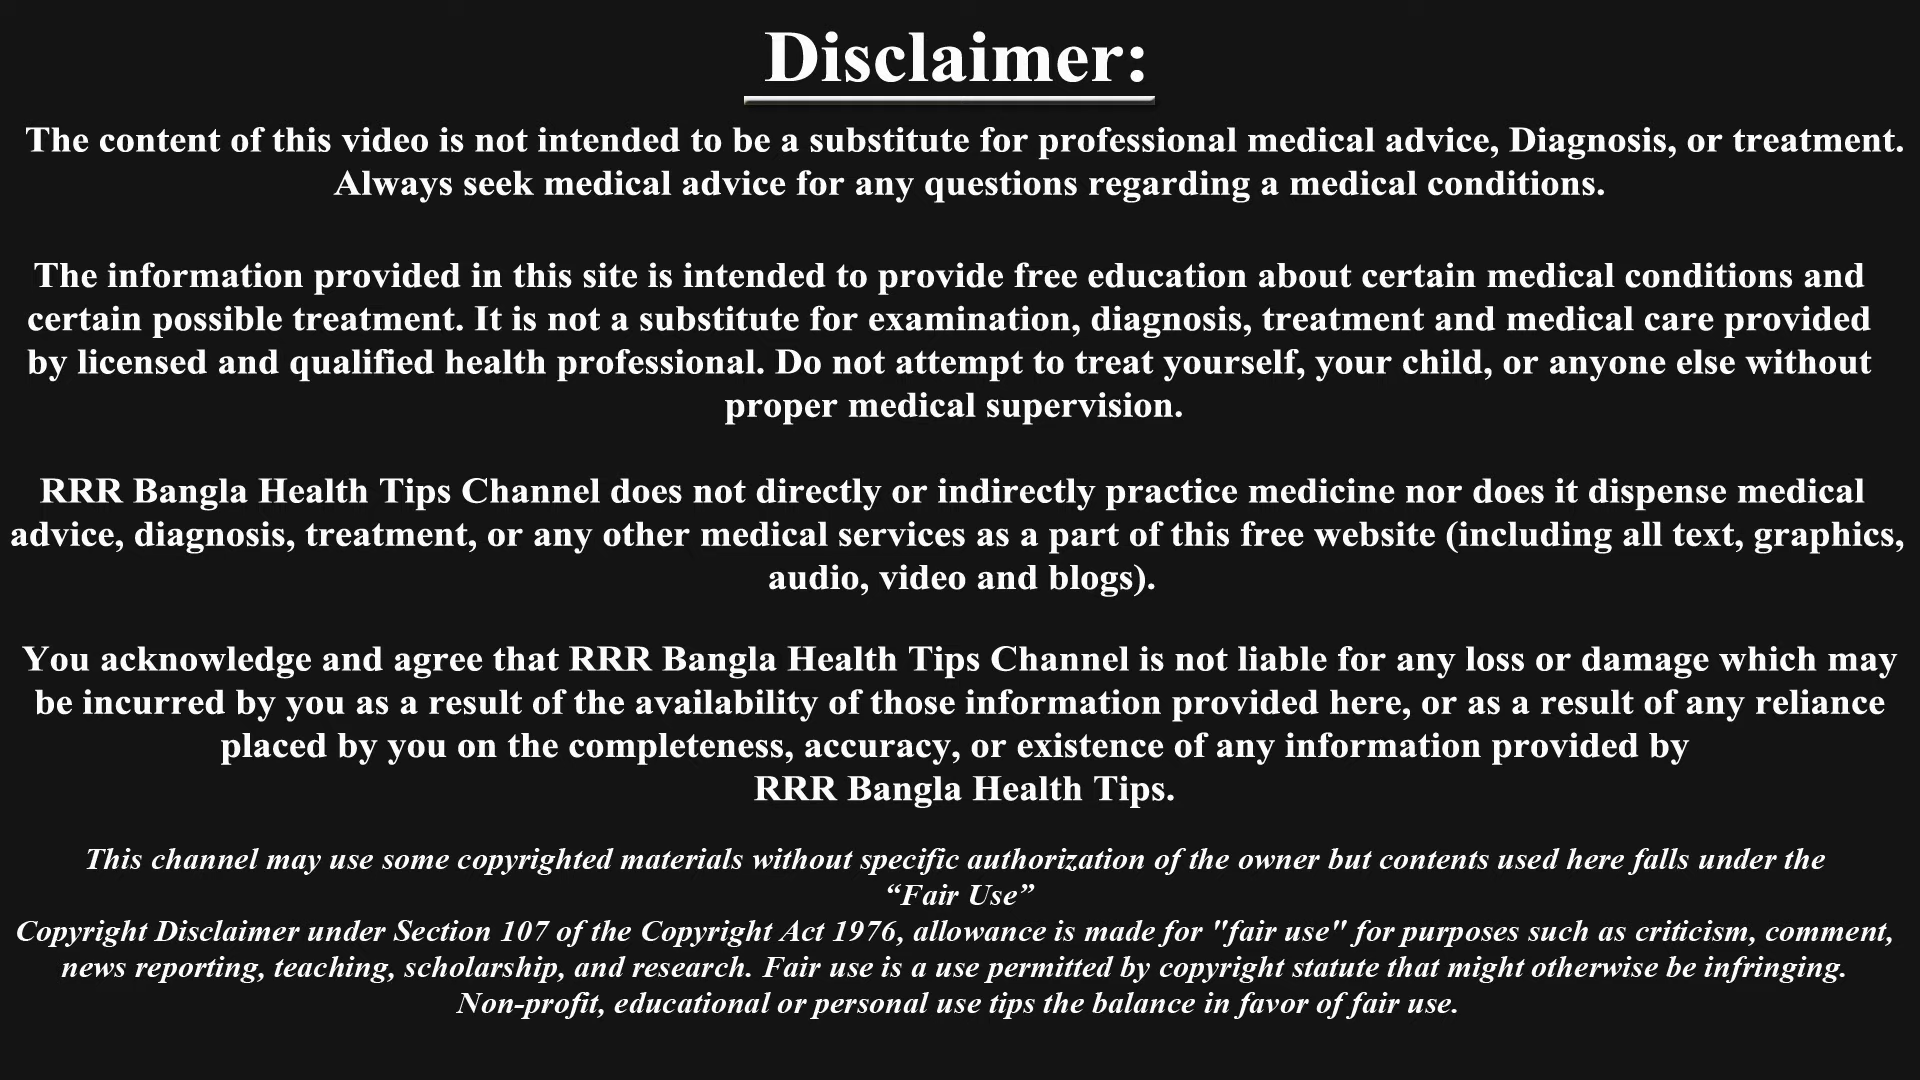 Disclaimer:
The content of this video is not intended to be a substitute for professional medical advice, Diagnosis, or treatment.
Always seek medical advice for any questions regarding a medical conditions.
The information provided in this site is intended to provide free education about certain medical conditions and
certain possible treatment. It is not a substitute for examination, diagnosis, treatment and medical care provided
by licensed and qualified health professional. Do not attempt to treat yourself, your child, or anyone else without
proper medical supervision.
RRR Bangla Health Tips Channel does not directly or indirectly practice medicine nor does it dispense medical
advice, diagnosis, treatment, or any other medical services as a part of this free website (including all text, graphics,
audio, video and blogs).
You acknowledge and agree that RRR Bangla Health Tips Channel is not liable for any loss or damage which may
be incurred by you as a result of the availability of those information provided here, or as a result of any reliance
placed by you on the completeness, accuracy, or existence of any information provided by
RRR Bangla Health Tips.
This channel may use some copyrighted materials without specific authorization of the owner but contents used here falls under the
“Fair Use”
Copyright Disclaimer under Section 107 of the Copyright Act 1976, allowance is made for "fair use" for purposes such as criticism, comment,
news reporting, teaching, scholarship, and research. Fair use is a use permitted by copyright statute that might otherwise be infringing.
Non-profit, educational or personal use tips the balance in favor of fair use.